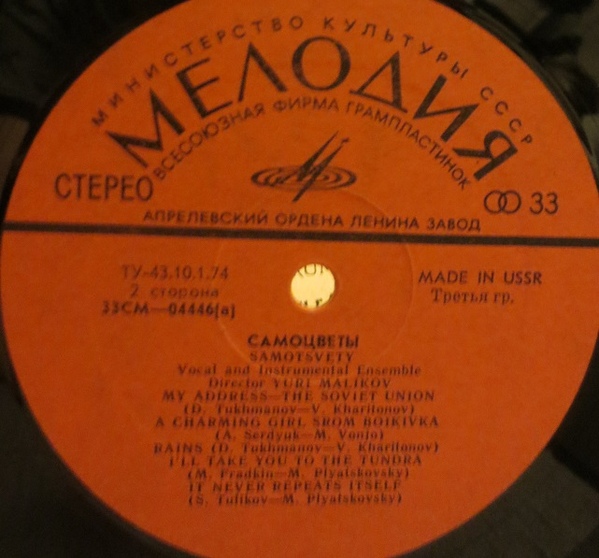 МИНИСТЕРСТВО КУЛЬТУРЫ СССР
МЕЛОДИЯ
ВСЕСОЮЗНАЯ ФИРМА ГРАМПЛАСТИНОК
СТЕРЕО
33
АПРЕЛЕВСКИЙ ОРДЕНА ЛЕНИНА ЗАВОД
ТУ-43.10.1.74
MADE IN USSR
2 сторона
Третья гр.
33СМ—04446(а)
САМОЦВЕТЫ
SAMOTSVETY
Vocal and Instrumental Ensemble
Director YURI MALIKOV
MY ADDRESS—THE SOVIET UNION
(D. Tukhmanov—V. Kharitonov)
A CHARMING GIRL SROM BOIKIVKA
(A. Serdyuk—M. Vonjo)
RAINS (D. Tukhmanov—V. Kharitonov)
I'LL TAKE YOU TO THE TUNDRA
(M. Fradkin—M. Plyatskovsky)
IT NEVER REPEATS ITSELF
(S. Tulikov—M. Plyatskovsky)